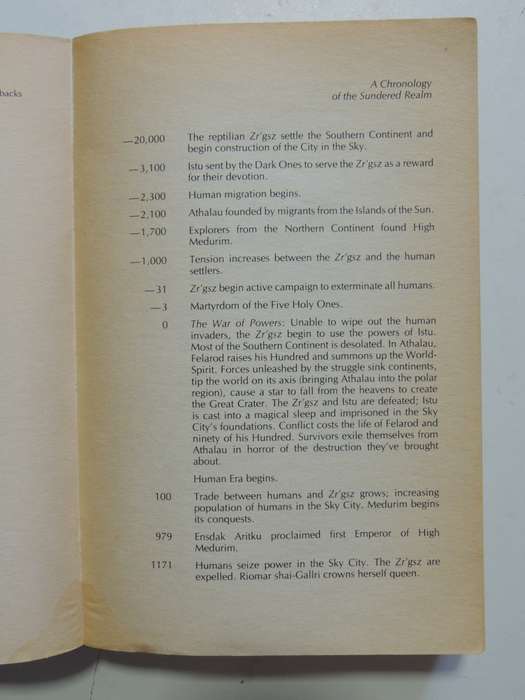 backs
A Chronology
of the Sundered Realm
—20,000 The reptilian Zr'gsz settle the Southern Continent and
begin construction of the City in the Sky.
—3,100 Istu sent by the Dark Ones to serve the Zr'gsz as a reward
for their devotion.
—2,300 Human migration begins.
—2,100 Athalau founded by migrants from the Islands of the Sun.
—1,700 Explorers from the Northern Continent found High
Medurim.
—1,000 Tension increases between the Zr'gsz and the human
settlers.
—31 Zr'gsz begin active campaign to exterminate all humans.
—3 Martyrdom of the Five Holy Ones.
0 The War of Powers: Unable to wipe out the human
invaders, the Zr'gsz begin to use the powers of Istu.
Most of the Southern Continent is desolated. In Athalau,
Felarod raises his Hundred and summons up the World-
Spirit. Forces unleashed by the struggle sink continents,
tip the world on its axis (bringing Athalau into the polar
region), cause a star to fall from the heavens to create
the Great Crater. The Zr'gsz and Istu are defeated; Istu
is cast into a magical sleep and imprisoned in the Sky
City's foundations. Conflict costs the life of Felarod and
ninety of his Hundred. Survivors exile themselves from
Athalau in horror of the destruction they've brought
about.
Human Era begins.
100 Trade between humans and Zr'gsz grows; increasing
population of humans in the Sky City. Medurim begins
its conquests.
979 Ensdak Aritku proclaimed first Emperor of High
Medurim.
1171 Humans seize power in the Sky City. The Zr'gsz are
expelled. Riomar shai-Gallri crowns herself queen.